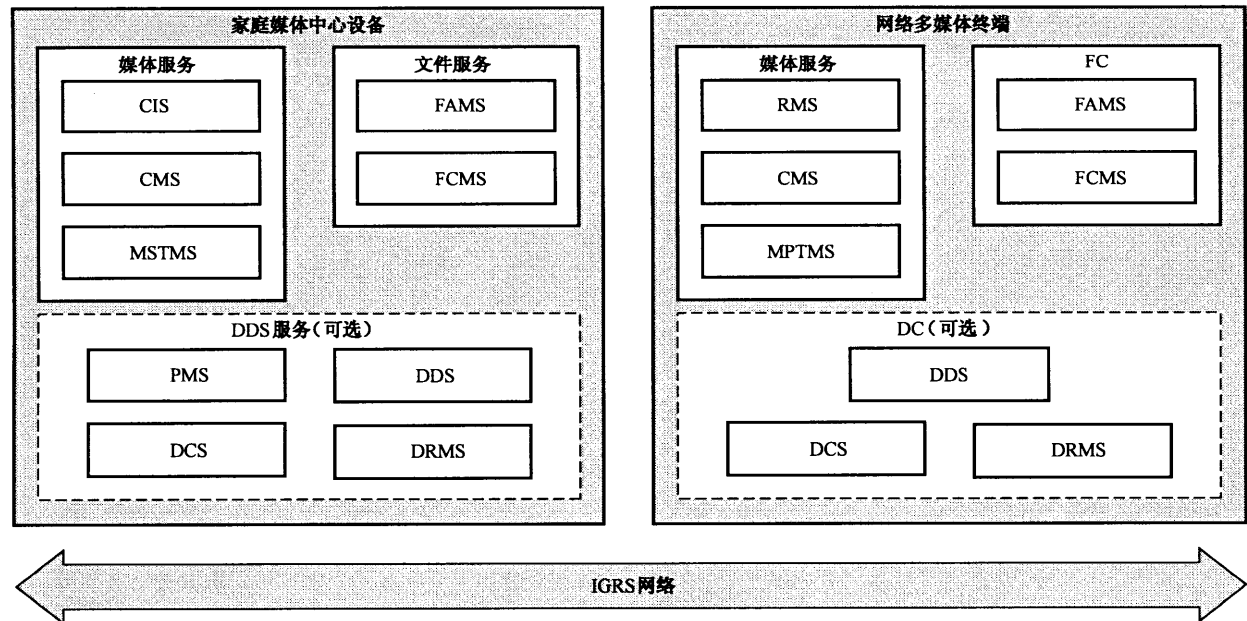 家庭媒体中心设备
媒体服务
CIS
CMS
MSTMS
文件服务
FAMS
FCMS
DDS服务(可选)
PMS
DDS
DCS
DRMS
网络多媒体终端
媒体服务
RMS
CMS
MPTMS
FC
FAMS
FCMS
DC(可选)
DDS
DCS
DRMS
IGRS网络